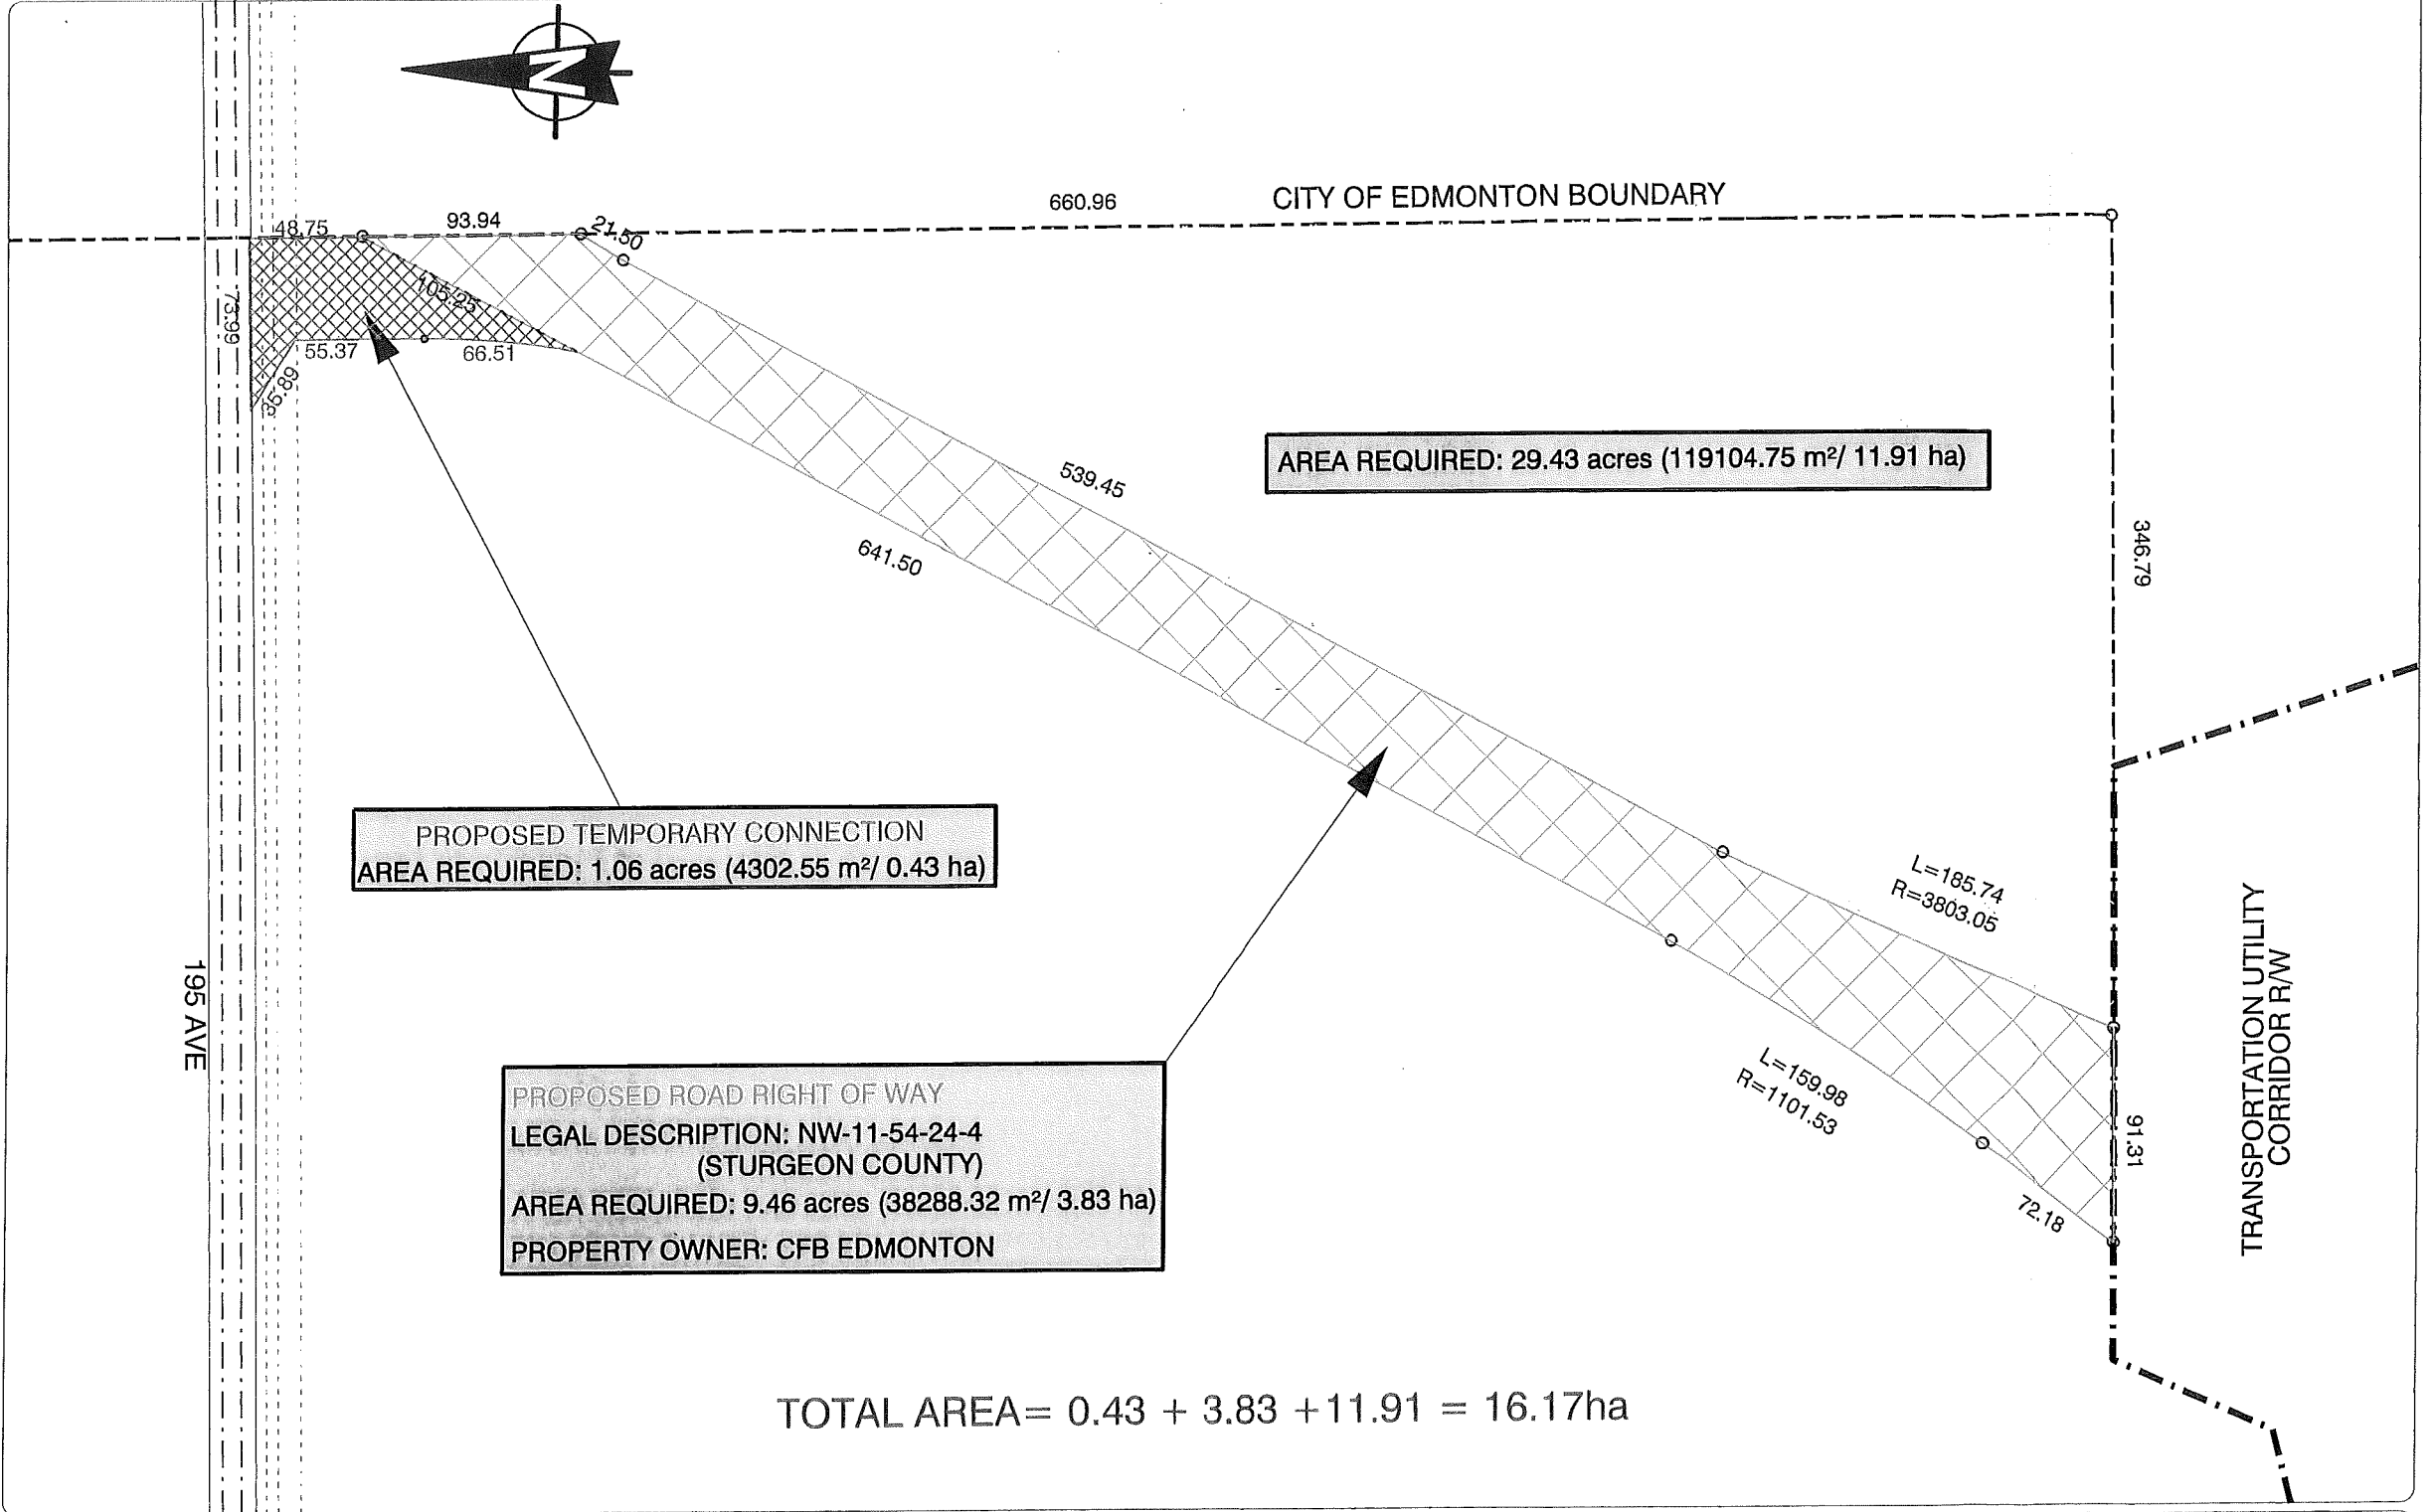 N
CITY OF EDMONTON BOUNDARY
660.96
48.75
93.94
21.50
105.25
73.99
55.37
66.51
35.89
AREA REQUIRED: 29.43 acres (119104.75 m²/ 11.91 ha)
539.45
641.50
346.79
PROPOSED TEMPORARY CONNECTION
AREA REQUIRED: 1.06 acres (4302.55 m²/ 0.43 ha)
L=185.74
R=3803.05
195 AVE
TRANSPORTATION UTILITY
CORRIDOR R/W
L=159.98
R=1101.53
91.31
72.18
PROPOSED ROAD RIGHT OF WAY
LEGAL DESCRIPTION: NW-11-54-24-4
(STURGEON COUNTY)
AREA REQUIRED: 9.46 acres (38288.32 m²/ 3.83 ha)
PROPERTY OWNER: CFB EDMONTON
TOTAL AREA= 0.43 + 3.83 +11.91 = 16.17ha